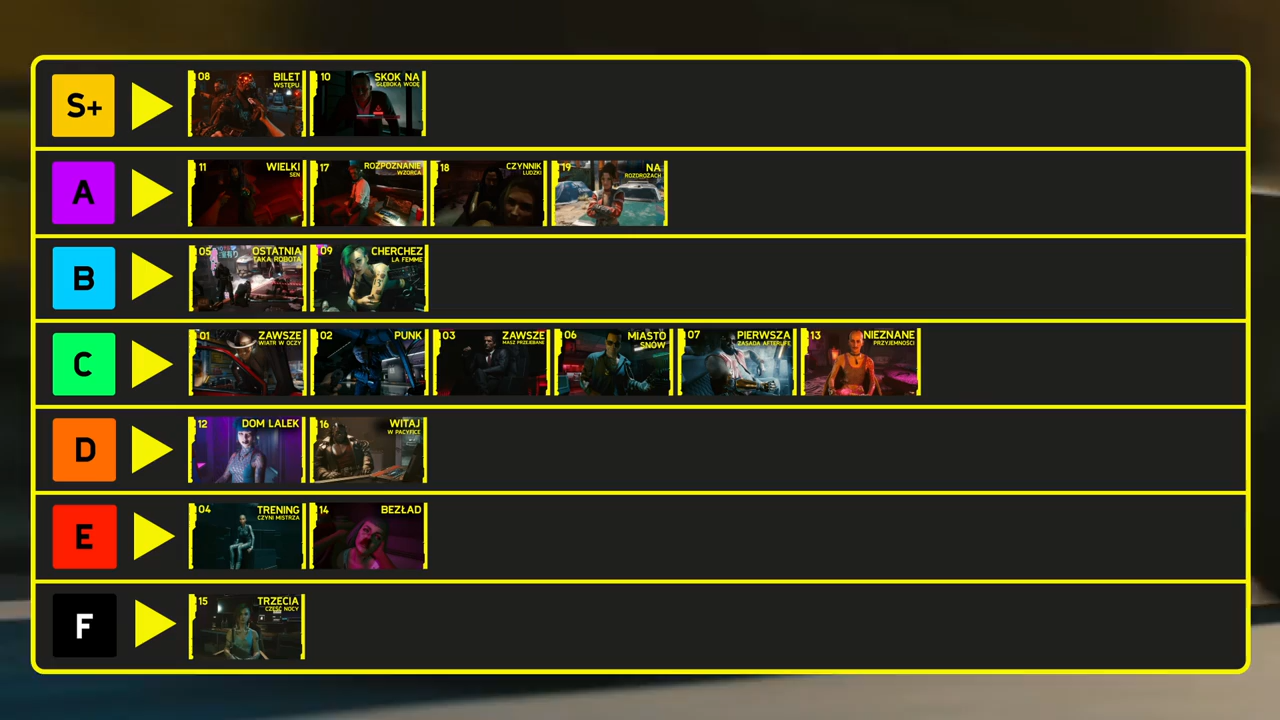 S+
08 BILET
WSTĘPU
10 SKOK NA
GŁĘBOKĄ WODĘ
A
11 WIELKI
SEN
17 ROZPOZNANIE
WZORCA
18 CZYNNIK
LUDZKI
19 NA
ROZDROŻACH
B
05 OSTATNIA
TAKA ROBOTA
09 CHERCHEZ
LA FEMME
C
01 ZAWSZE
WIATR W OCZY
02 PUNK
03 ZAWSZE
MASZ PRZEJEBANE
06 MIASTO
SNÓW
07 PIERWSZA
ZASADA AFTERLIFE
13 NIEZNANE
PRZYJEMNOŚCI
D
12 DOM LALEK
16 WITAJ
W PACYFICE
E
04 TRENING
CZYNI MISTRZA
14 BEZŁAD
F
15 TRZECIA
CZĘŚĆ NOCY